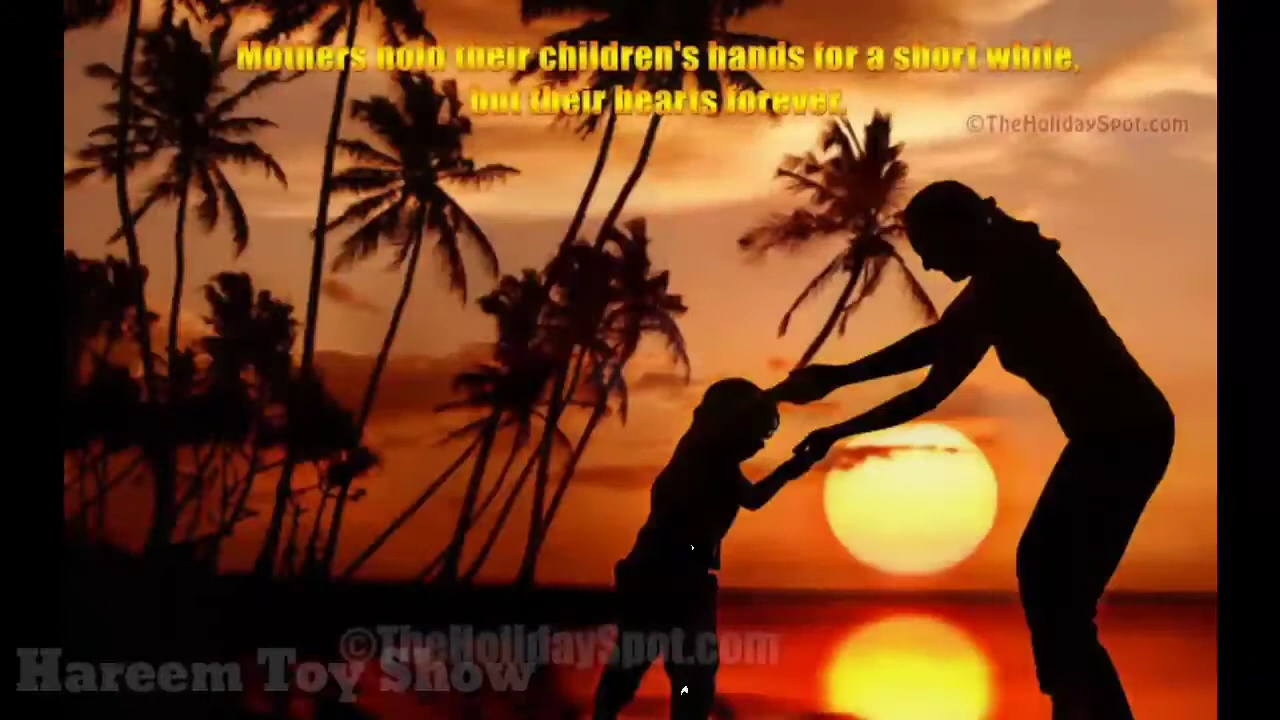 Mothers hold their children's hands for a short while,
but their hearts forever.
©TheHolidaySpot.com
©TheHolidaySpot.com
Hareem Toy Show